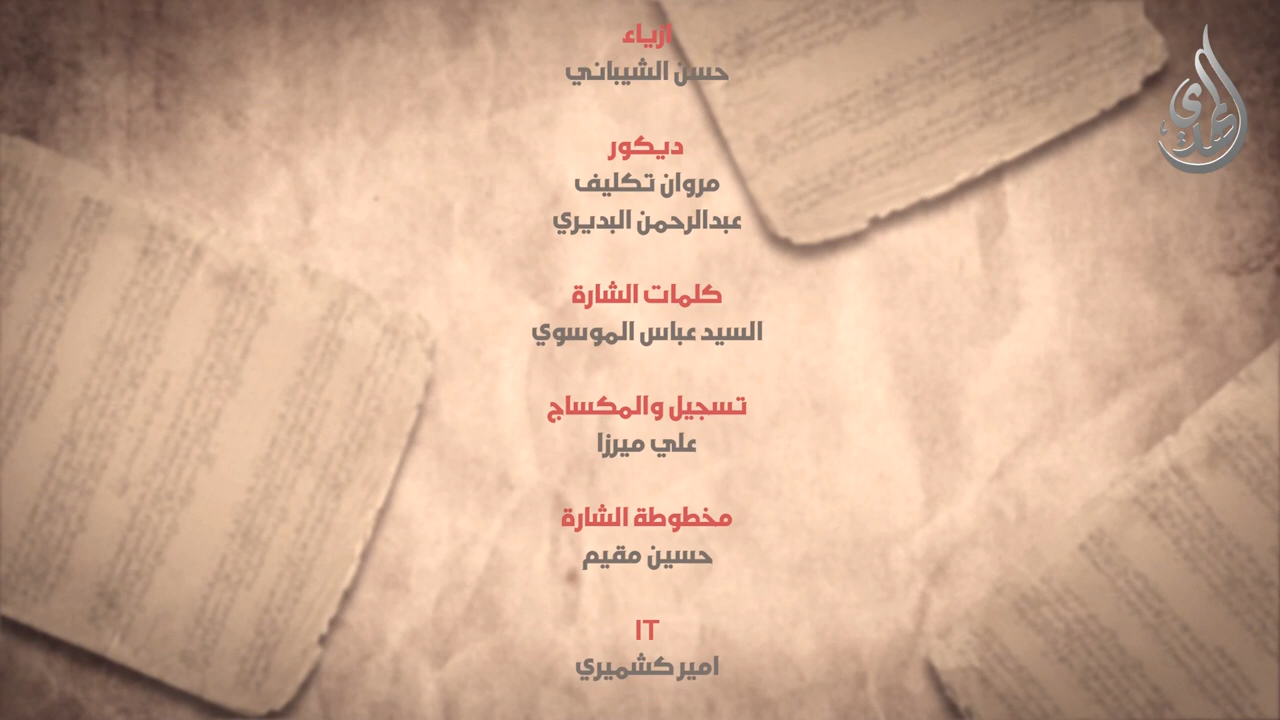 ازياء
حسن الشيباني
ديكور
مروان تكليف
عبدالرحمن البديري
كلمات الشارة
السيد عباس الموسوي
تسجيل والمكساج
علي ميرزا
مخطوطة الشارة
حسين مقيم
IT
امير كشميري